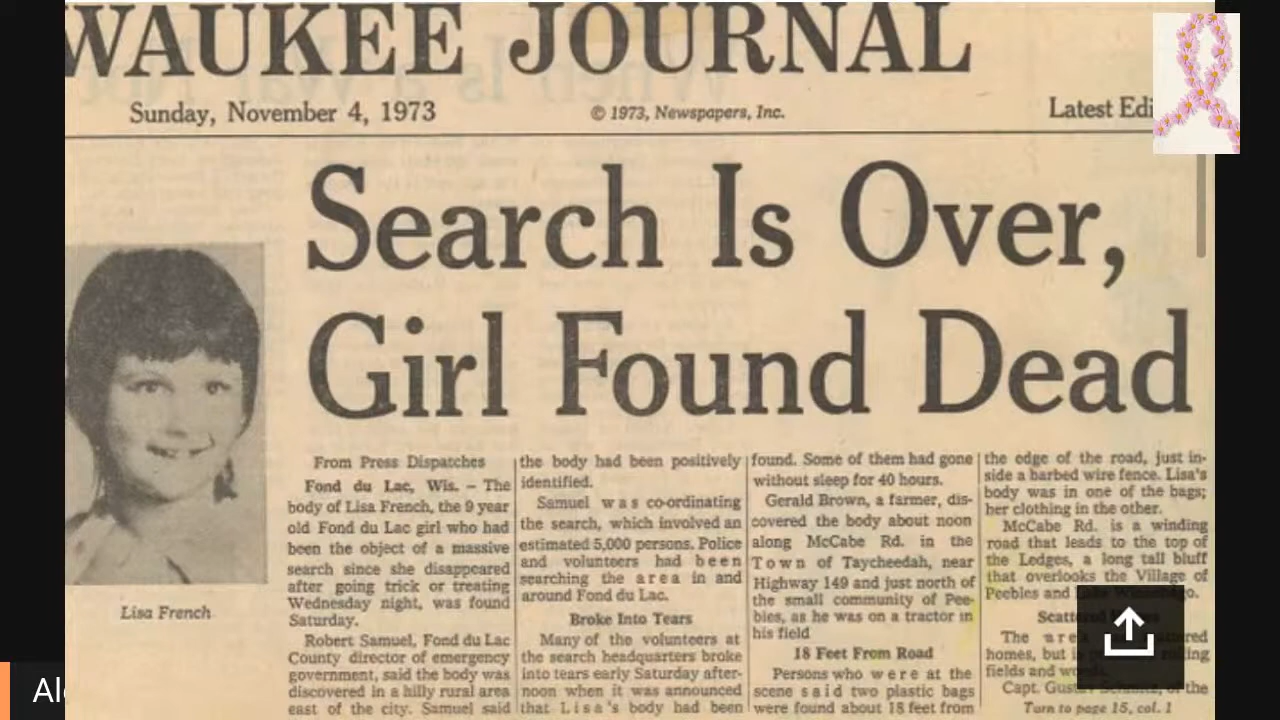 WAUKEE JOURNAL
Sunday, November 4, 1973
© 1973, Newspapers, Inc.
Latest Edi
Search Is Over,
Girl Found Dead
Lisa French
From Press Dispatches
Fond du Lac, Wis. – The
body of Lisa French, the 9 year
old Fond du Lac girl who had
been the object of a massive
search since she disappeared
after going trick or treating
Wednesday night, was found
Saturday.
Robert Samuel, Fond du Lac
County director of emergency
government, said the body was
discovered in a hilly rural area
east of the city. Samuel said
the body had been positively
identified.
Samuel was co-ordinating
the search, which involved an
estimated 5,000 persons. Police
and volunteers had been
searching the area in and
around Fond du Lac.
Broke Into Tears
Many of the volunteers at
the search headquarters broke
into tears early Saturday after-
noon when it was announced
that Lisa's body had been
found. Some of them had gone
without sleep for 40 hours.
Gerald Brown, a farmer, dis-
covered the body about noon
along McCabe Rd. in the
Town of Taycheedah, near
Highway 149 and just north of
the small community of Pee-
bles, as he was on a tractor in
his field
18 Feet From Road
Persons who were at the
scene said two plastic bags
were found about 18 feet from
the edge of the road, just in-
side a barbed wire fence. Lisa's
body was in one of the bags;
her clothing in the other.
McCabe Rd. is a winding
road that leads to the top of
the Ledges, a long tall bluff
that overlooks the Village of
Peebles and Lake Winnebago.
Scattered
The area
homes, but is
fields and woods.
Capt. of the
Turn to page 15, col. 1
Al